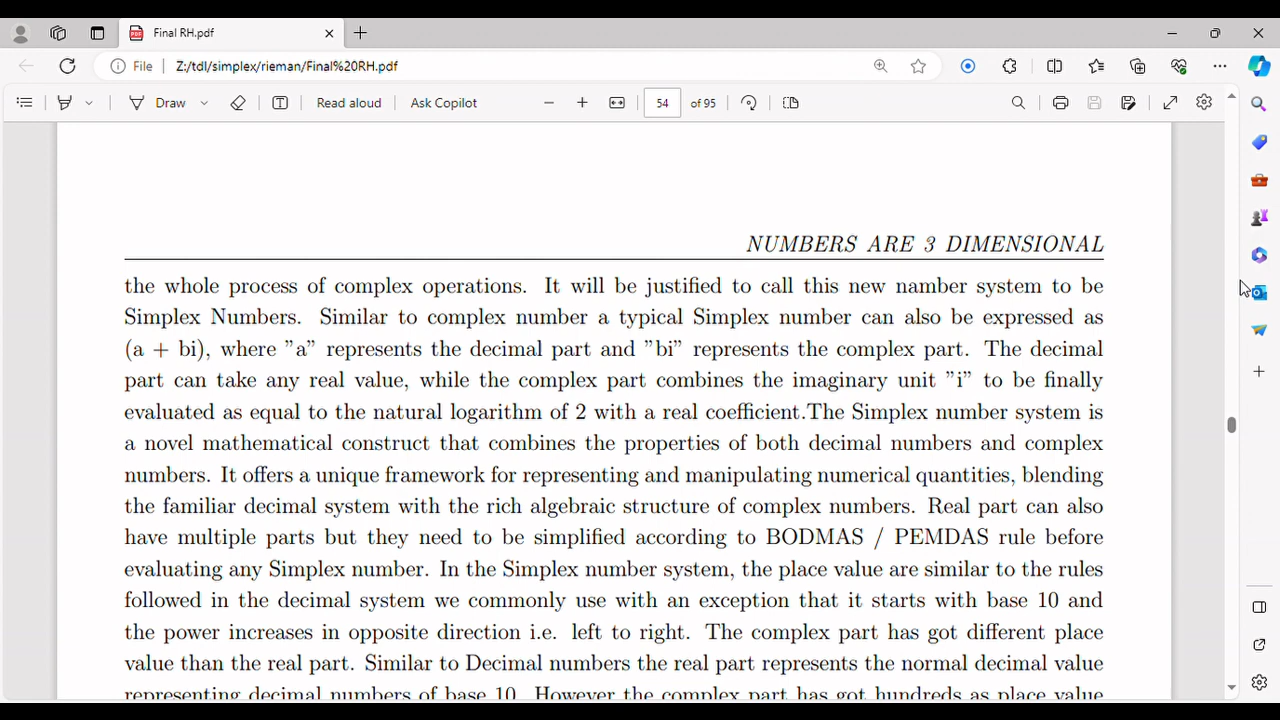 Final RH.pdf
File | Z:/tdl/simplex/rieman/Final%20RH.pdf
Draw Read aloud Ask Copilot 54 of 95
NUMBERS ARE 3 DIMENSIONAL
the whole process of complex operations. It will be justified to call this new namber system to be
Simplex Numbers. Similar to complex number a typical Simplex number can also be expressed as
(a + bi), where ”a” represents the decimal part and ”bi” represents the complex part. The decimal
part can take any real value, while the complex part combines the imaginary unit ”i” to be finally
evaluated as equal to the natural logarithm of 2 with a real coefficient.The Simplex number system is
a novel mathematical construct that combines the properties of both decimal numbers and complex
numbers. It offers a unique framework for representing and manipulating numerical quantities, blending
the familiar decimal system with the rich algebraic structure of complex numbers. Real part can also
have multiple parts but they need to be simplified according to BODMAS / PEMDAS rule before
evaluating any Simplex number. In the Simplex number system, the place value are similar to the rules
followed in the decimal system we commonly use with an exception that it starts with base 10 and
the power increases in opposite direction i.e. left to right. The complex part has got different place
value than the real part. Similar to Decimal numbers the real part represents the normal decimal value
representing decimal numbers of base 10. However the complex part has got hundreds as place value